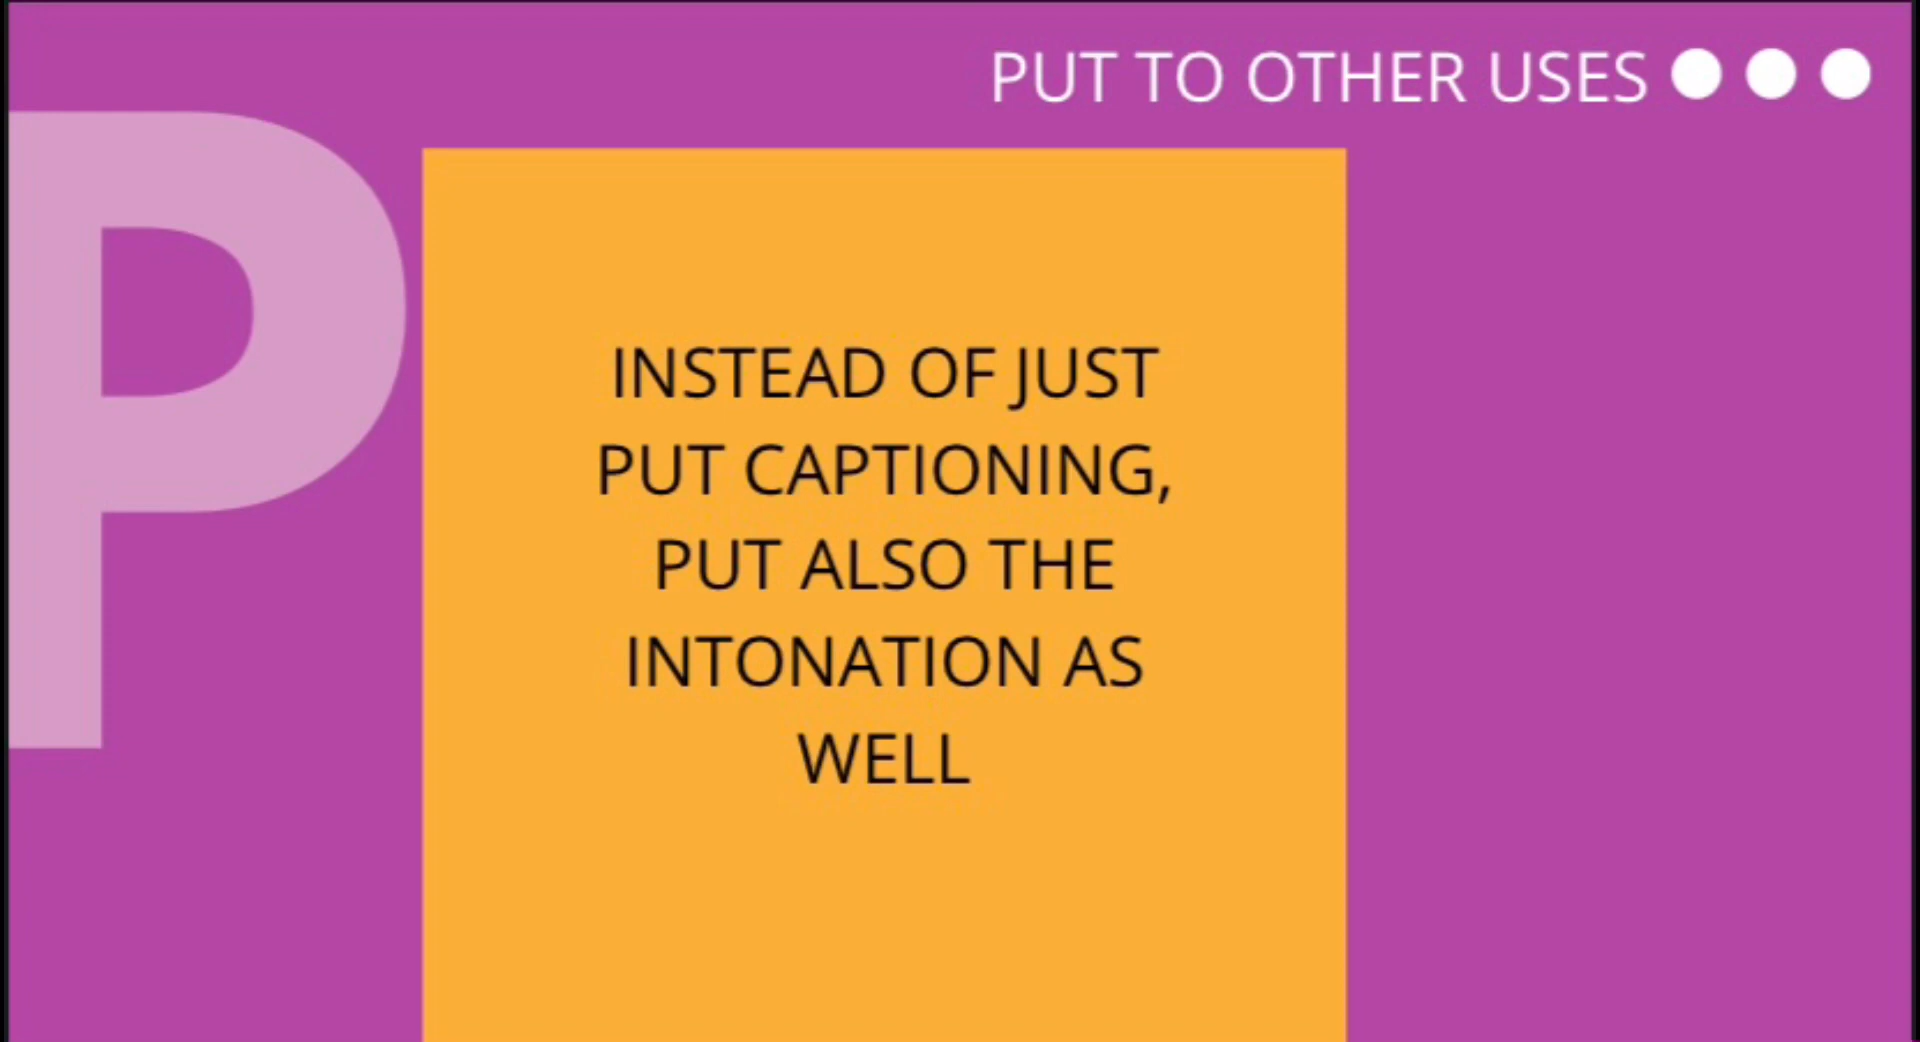 PUT TO OTHER USES
P
INSTEAD OF JUST
PUT CAPTIONING,
PUT ALSO THE
INTONATION AS
WELL